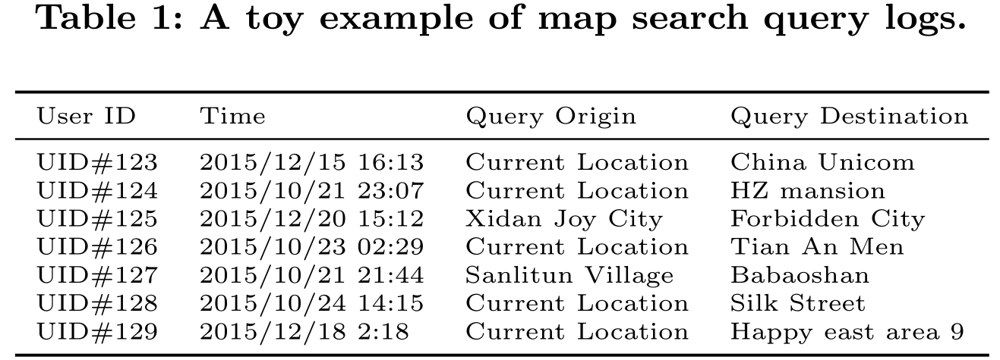 Table 1: A toy example of map search query logs.
User ID Time Query Origin Query Destination
UID#123 2015/12/15 16:13 Current Location China Unicom
UID#124 2015/10/21 23:07 Current Location HZ mansion
UID#125 2015/12/20 15:12 Xidan Joy City Forbidden City
UID#126 2015/10/23 02:29 Current Location Tian An Men
UID#127 2015/10/21 21:44 Sanlitun Village Babaoshan
UID#128 2015/10/24 14:15 Current Location Silk Street
UID#129 2015/12/18 2:18 Current Location Happy east area 9